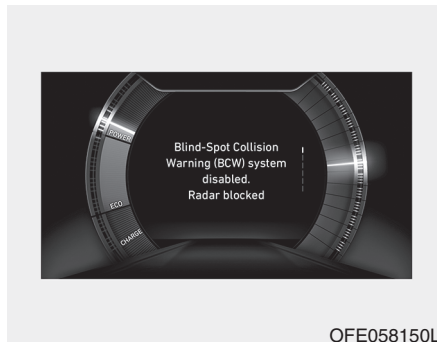 POWER
ECO
CHARGE
Blind-Spot Collision
Warning (BCW) system
disabled.
Radar blocked
OFE058150L